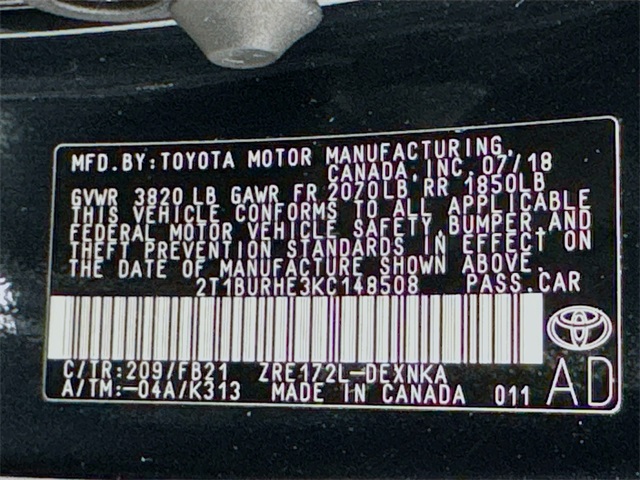 MFD.BY:TOYOTA MOTOR MANUFACTURING,
CANADA,INC.07/18
GVWR 3820 LB GAWR FR 2070LB RR 1850LB
THIS VEHICLE CONFORMS TO ALL APPLICABLE
FEDERAL MOTOR VEHICLE SAFETY,BUMPER,AND
THEFT PREVENTION STANDARDS IN EFFECT ON
THE DATE OF MANUFACTURE SHOWN ABOVE.
2T1BURHE3KC148508 PASS.CAR
C/TR:209/FB21 ZRE172L-DEXNKA
A/TM:-04A/K313 MADE IN CANADA 011 AD